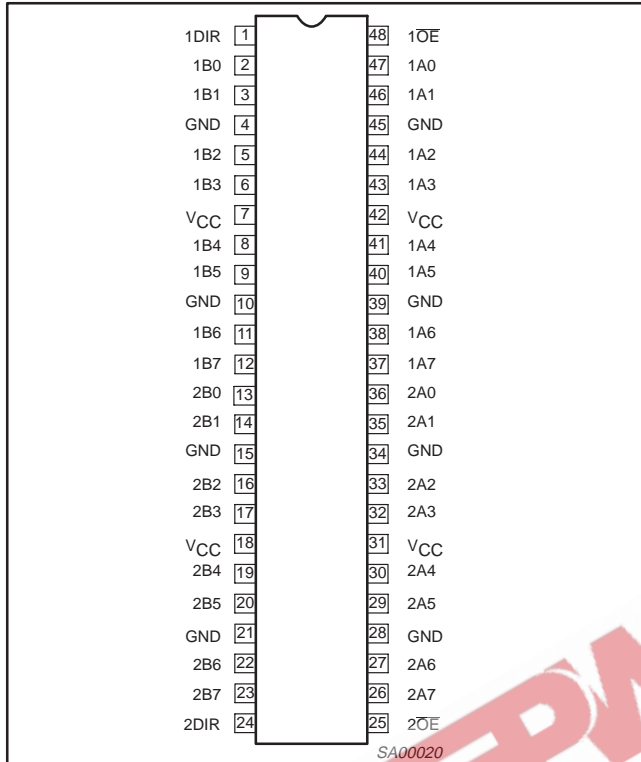 1DIR 1 48 1O̅E̅
1B0 2 47 1A0
1B1 3 46 1A1
GND 4 45 GND
1B2 5 44 1A2
1B3 6 43 1A3
VCC 7 42 VCC
1B4 8 41 1A4
1B5 9 40 1A5
GND 10 39 GND
1B6 11 38 1A6
1B7 12 37 1A7
2B0 13 36 2A0
2B1 14 35 2A1
GND 15 34 GND
2B2 16 33 2A2
2B3 17 32 2A3
VCC 18 31 VCC
2B4 19 30 2A4
2B5 20 29 2A5
GND 21 28 GND
2B6 22 27 2A6
2B7 23 26 2A7
2DIR 24 25 2O̅E̅
SA00020